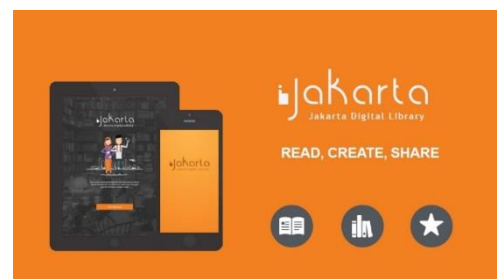 iJakarta
iJakarta
iJakarta
Jakarta Digital Library
READ, CREATE, SHARE